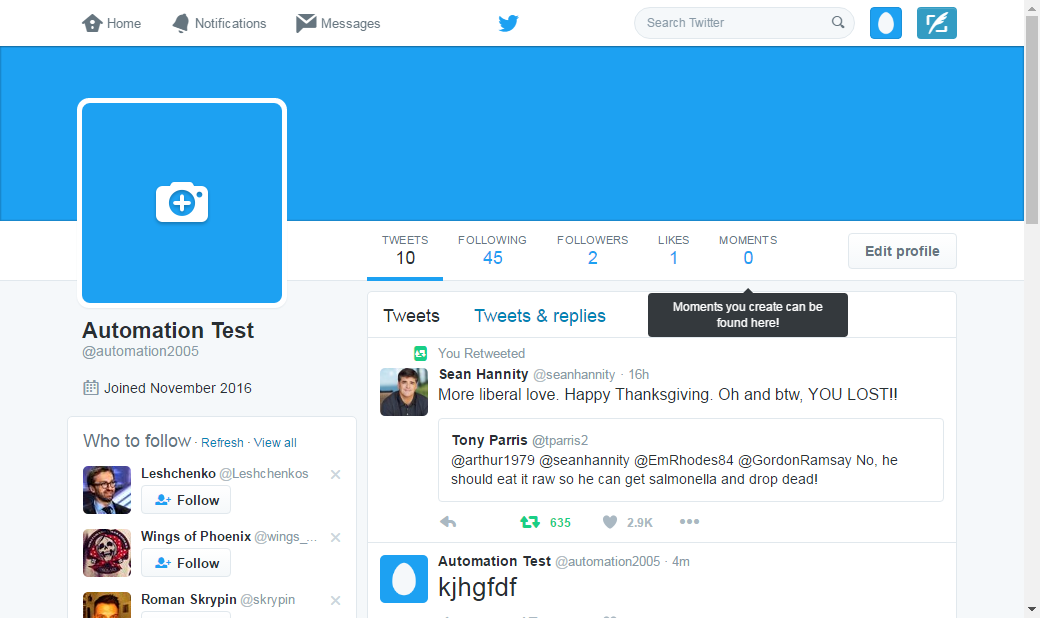 Home
Notifications
Messages
Search Twitter
TWEETS
10
FOLLOWING
45
FOLLOWERS
2
LIKES
1
MOMENTS
0
Edit profile
Moments you create can be
found here!
Automation Test
@automation2005
Joined November 2016
Who to follow · Refresh · View all
Leshchenko @Leshchenkos
Follow
Wings of Phoenix @wings_...
Follow
Roman Skrypin @skrypin
Tweets
Tweets & replies
You Retweeted
Sean Hannity @seanhannity · 16h
More liberal love. Happy Thanksgiving. Oh and btw, YOU LOST!!
Tony Parris @tparris2
@arthur1979 @seanhannity @EmRhodes84 @GordonRamsay No, he
should eat it raw so he can get salmonella and drop dead!
635
2.9K
Automation Test @automation2005 · 4m
kjhgfdf